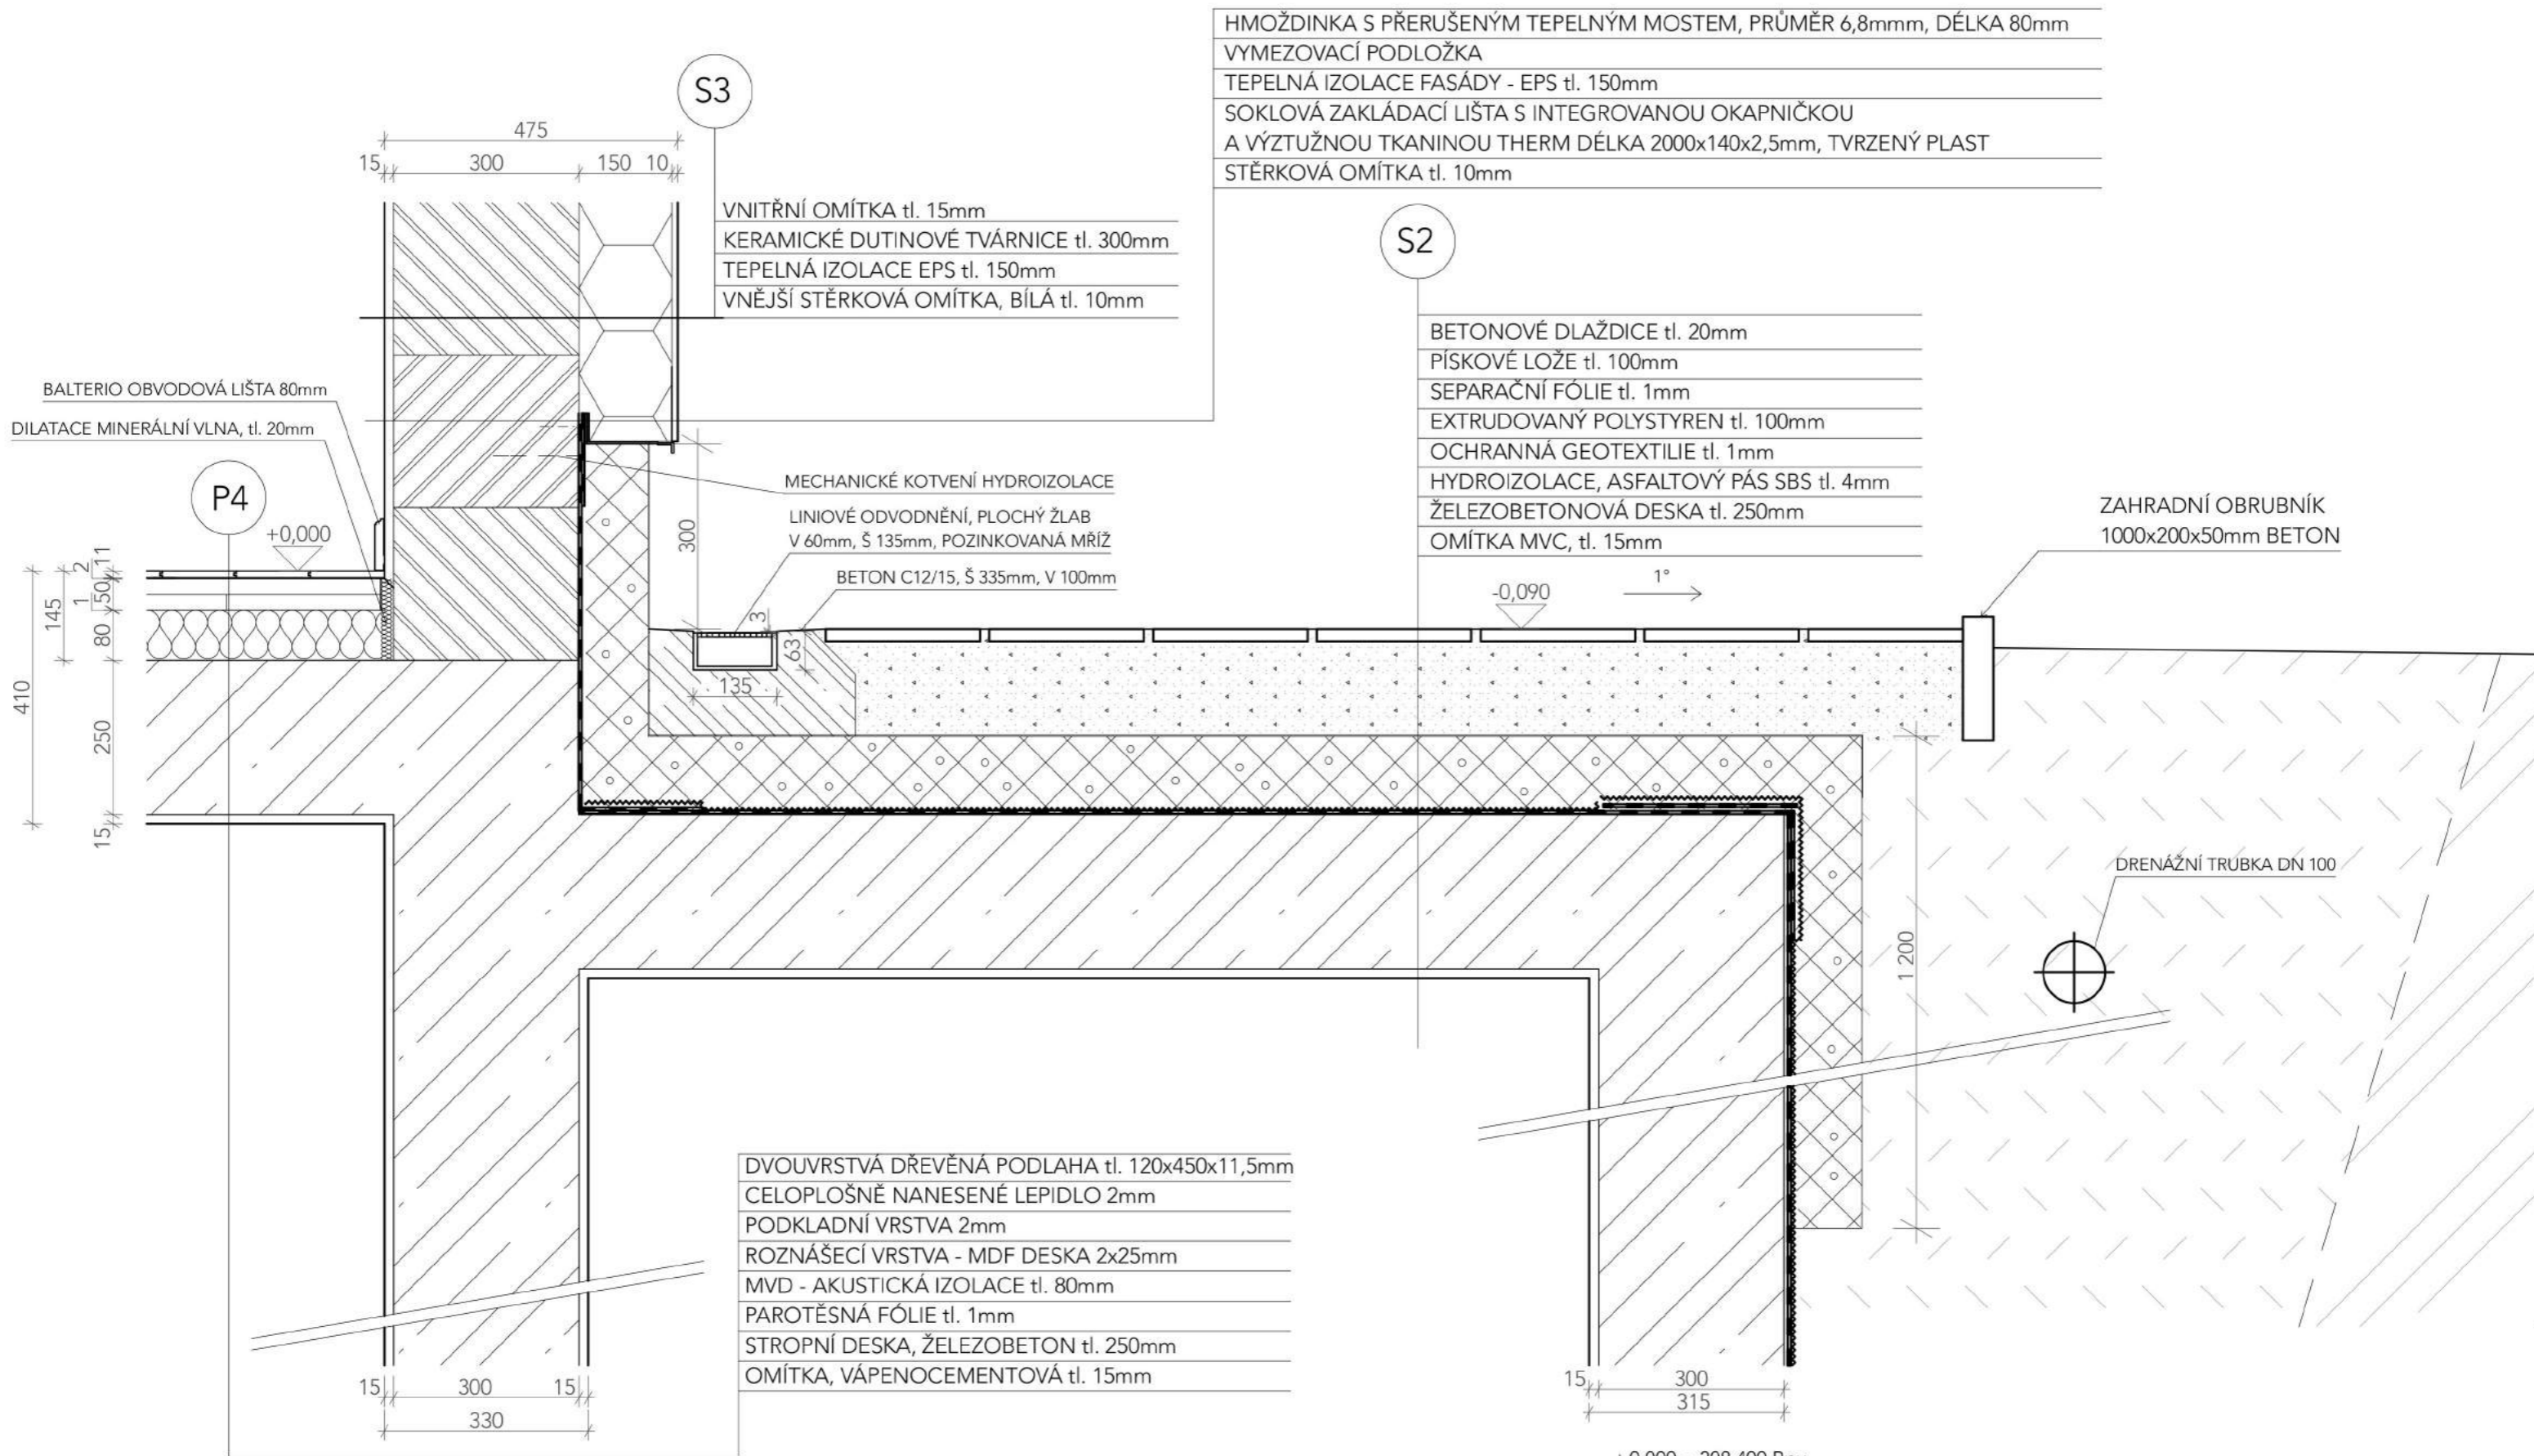 HMOŽDINKA S PŘERUŠENÝM TEPELNÝM MOSTEM, PRŮMĚR 6,8mmm, DÉLKA 80mm
VYMEZOVACÍ PODLOŽKA
TEPELNÁ IZOLACE FASÁDY - EPS tl. 150mm
SOKLOVÁ ZAKLÁDACÍ LIŠTA S INTEGROVANOU OKAPNIČKOU
A VÝZTUŽNOU TKANINOU THERM DÉLKA 2000x140x2,5mm, TVRZENÝ PLAST
STĚRKOVÁ OMÍTKA tl. 10mm
S3
475
15 300 150 10
VNITŘNÍ OMÍTKA tl. 15mm
KERAMICKÉ DUTINOVÉ TVÁRNICE tl. 300mm
TEPELNÁ IZOLACE EPS tl. 150mm
VNĚJŠÍ STĚRKOVÁ OMÍTKA, BÍLÁ tl. 10mm
S2
BETONOVÉ DLAŽDICE tl. 20mm
PÍSKOVÉ LOŽE tl. 100mm
SEPARAČNÍ FÓLIE tl. 1mm
EXTRUDOVANÝ POLYSTYREN tl. 100mm
OCHRANNÁ GEOTEXTILIE tl. 1mm
HYDROIZOLACE, ASFALTOVÝ PÁS SBS tl. 4mm
ŽELEZOBETONOVÁ DESKA tl. 250mm
OMÍTKA MVC, tl. 15mm
BALTERIO OBVODOVÁ LIŠTA 80mm
DILATACE MINERÁLNÍ VLNA, tl. 20mm
P4
+0,000
MECHANICKÉ KOTVENÍ HYDROIZOLACE
LINIOVÉ ODVODNĚNÍ, PLOCHÝ ŽLAB
V 60mm, Š 135mm, POZINKOVANÁ MŘÍŽ
BETON C12/15, Š 335mm, V 100mm
300
3
63
135
-0,090
1°
ZAHRADNÍ OBRUBNÍK
1000x200x50mm BETON
2 11
1 50
145
80
410
250
15
DRENÁŽNÍ TRUBKA DN 100
1 200
DVOUVRSTVÁ DŘEVĚNÁ PODLAHA tl. 120x450x11,5mm
CELOPLOŠNĚ NANESENÉ LEPIDLO 2mm
PODKLADNÍ VRSTVA 2mm
ROZNÁŠECÍ VRSTVA - MDF DESKA 2x25mm
MVD - AKUSTICKÁ IZOLACE tl. 80mm
PAROTĚSNÁ FÓLIE tl. 1mm
STROPNÍ DESKA, ŽELEZOBETON tl. 250mm
OMÍTKA, VÁPENOCEMENTOVÁ tl. 15mm
15 300 15
330
15 300
315